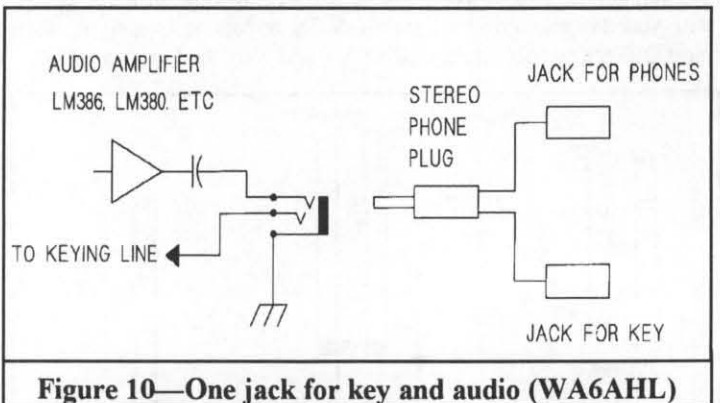 AUDIO AMPLIFIER
LM386, LM380, ETC
JACK FOR PHONES
STEREO
PHONE
PLUG
TO KEYING LINE
JACK FOR KEY
Figure 10—One jack for key and audio (WA6AHL)